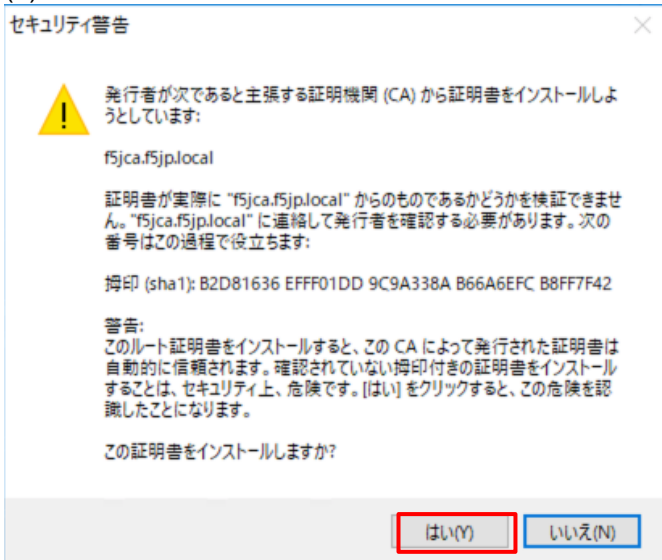 セキュリティ警告
発行者が次であると主張する証明機関 (CA) から証明書をインストールしよ
うとしています:
f5jca.f5jp.local
証明書が実際に "f5jca.f5jp.local" からのものであるかどうかを検証できませ
ん。"f5jca.f5jp.local" に連絡して発行者を確認する必要があります。次の
番号はこの過程で役立ちます:
拇印 (sha1): B2D81636 EFFF01DD 9C9A338A B66A6EFC B8FF7F42
警告:
このルート証明書をインストールすると、この CA によって発行された証明書は
自動的に信頼されます。確認されていない拇印付きの証明書をインストール
することは、セキュリティ上、危険です。[はい] をクリックすると、この危険を認
識したことになります。
この証明書をインストールしますか?
はい(Y)
いいえ(N)